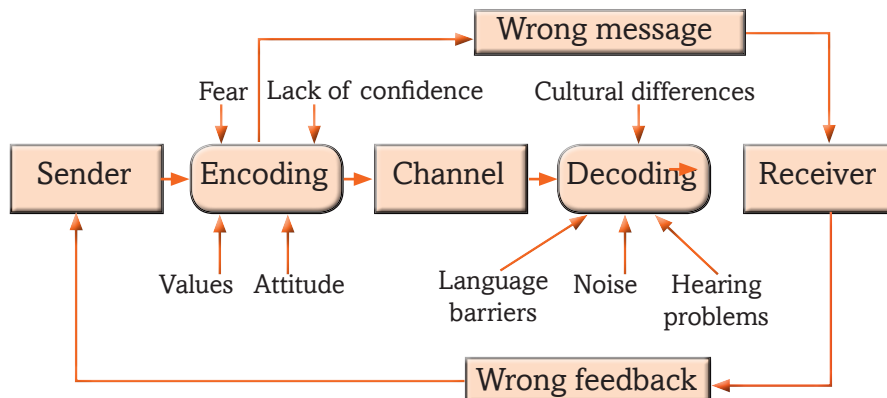 Wrong message
Fear
Lack of confidence
Cultural differences
Sender
Encoding
Channel
Decoding
Receiver
Values
Attitude
Language
barriers
Noise
Hearing
problems
Wrong feedback